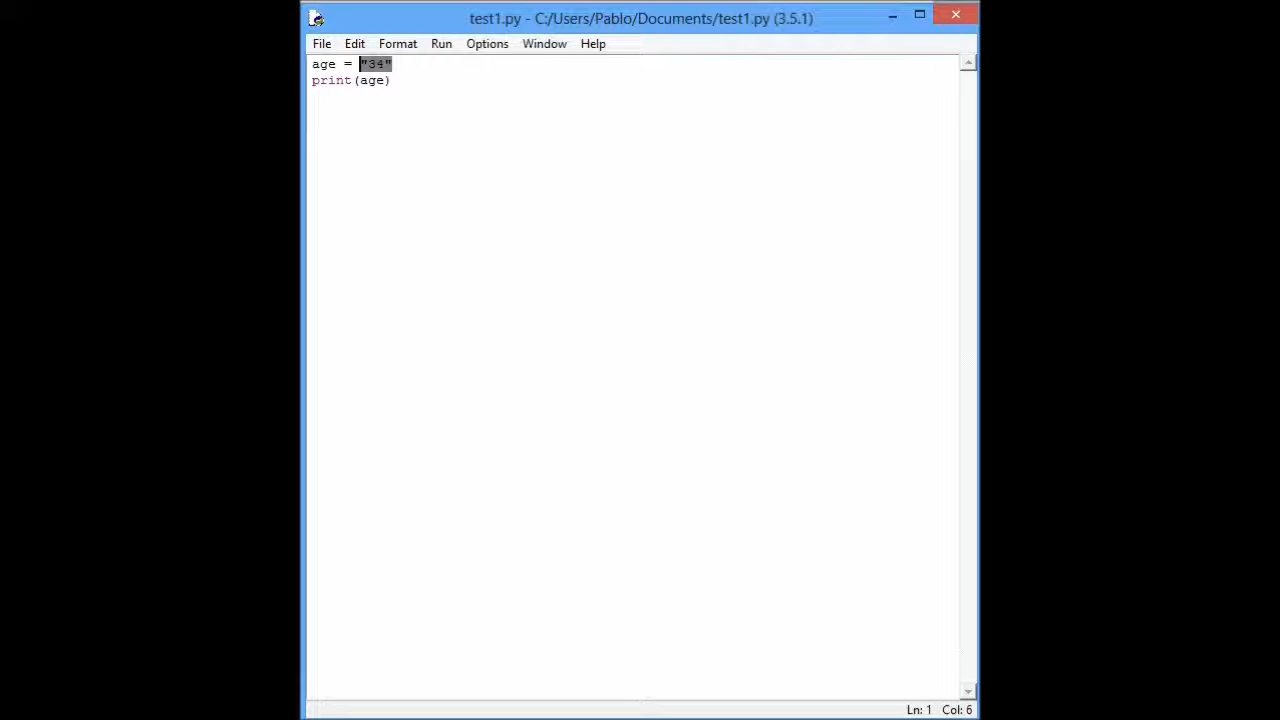 test1.py - C:/Users/Pablo/Documents/test1.py (3.5.1)
File Edit Format Run Options Window Help
age = "34"
print(age)
Ln: 1 Col: 6